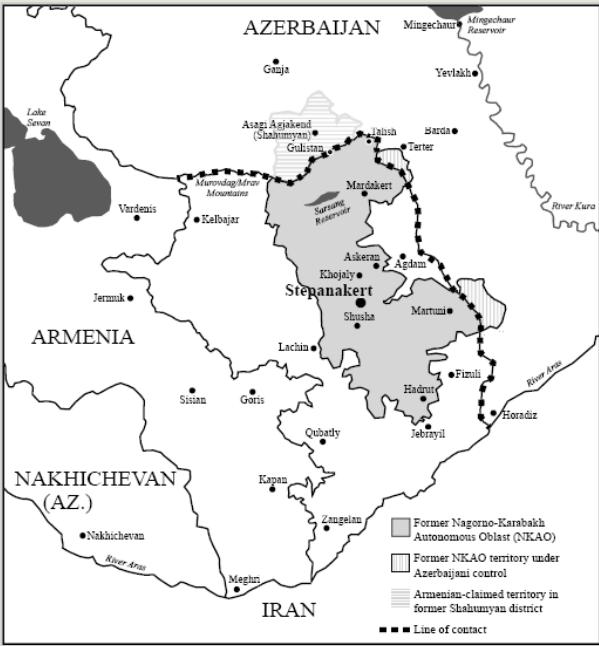 AZERBAIJAN
Mingechaur
Mingechaur
Reservoir
Ganja
Yevlakh
Lake
Sevan
Asagi Agjakend
(Shahumyan)
Gulistan
Talish
Barda
Terter
Murovdag/Mrav
Mountains
Mardakert
Sarsang
Reservoir
River Kura
Vardenis
Kelbajar
Askeran
Agdam
Khojaly
Stepanakert
Jermuk
Shusha
Martuni
ARMENIA
Lachin
Fizuli
River Aras
Sisian
Goris
Hadrut
Horadiz
Qubatly
Jebrayil
NAKHICHEVAN
(AZ.)
Kapan
Zangelan
Nakhichevan
River Aras
Meghri
IRAN
Former Nagorno-Karabakh
Autonomous Oblast (NKAO)
Former NKAO territory under
Azerbaijani control
Armenian-claimed territory in
former Shahumyan district
Line of contact